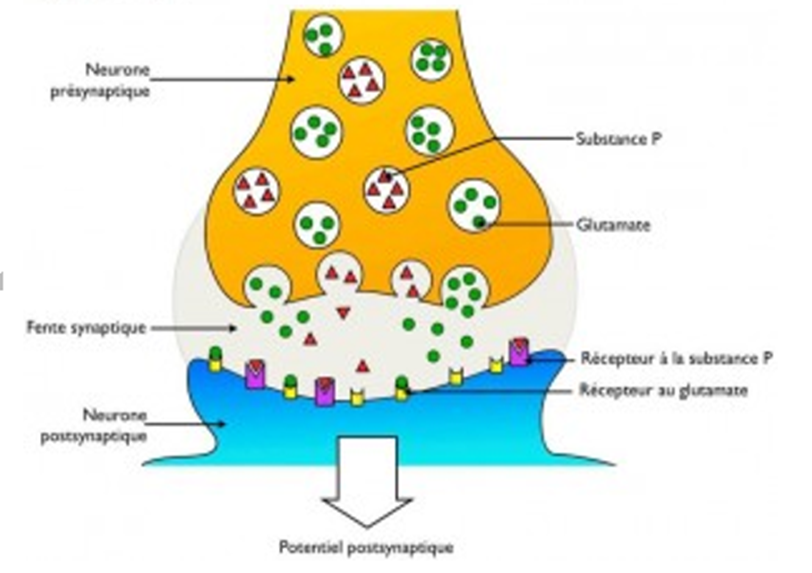 Neurone
présynaptique
Substance P
Glutamate
Fente synaptique
Récepteur à la substance P
Récepteur au glutamate
Neurone
postsynaptique
Potentiel postsynaptique